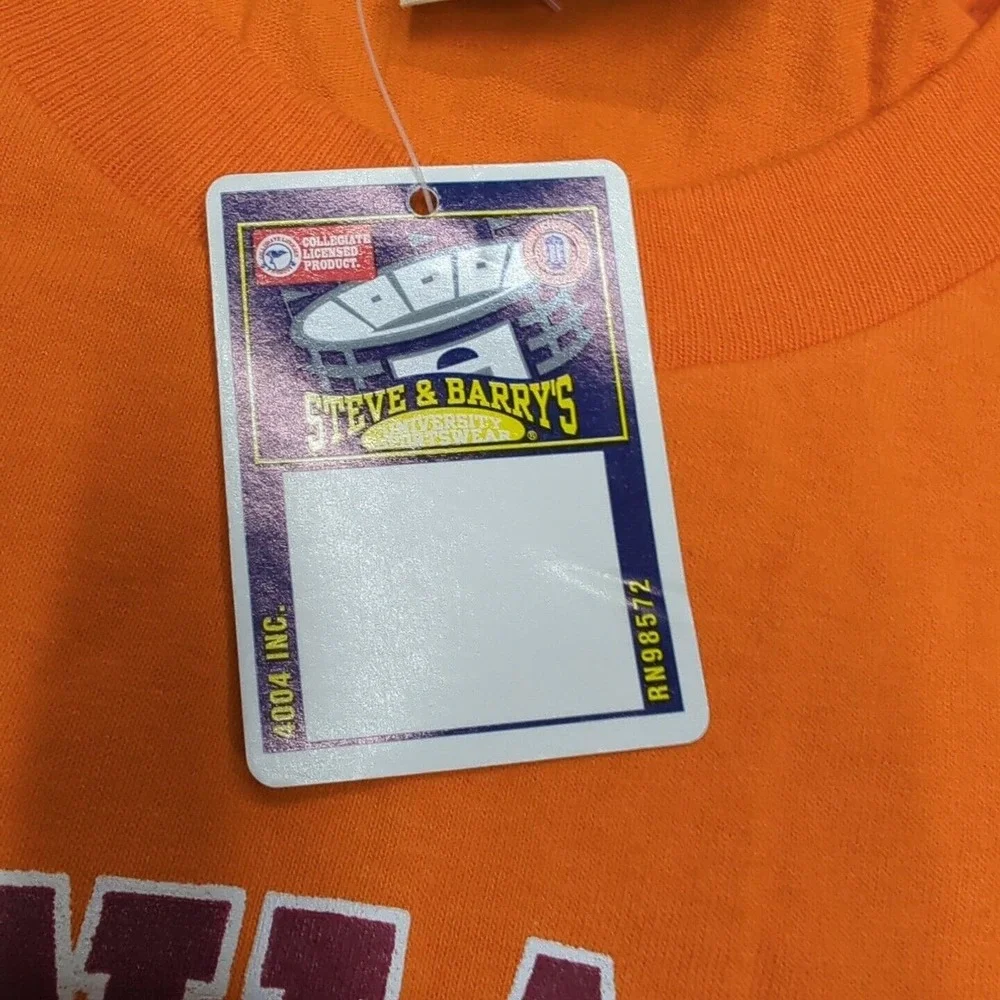 COLLEGIATE
LICENSED
PRODUCT.
STEVE & BARRY'S
UNIVERSITY
SPORTSWEAR ®
4004 INC.
RN98572